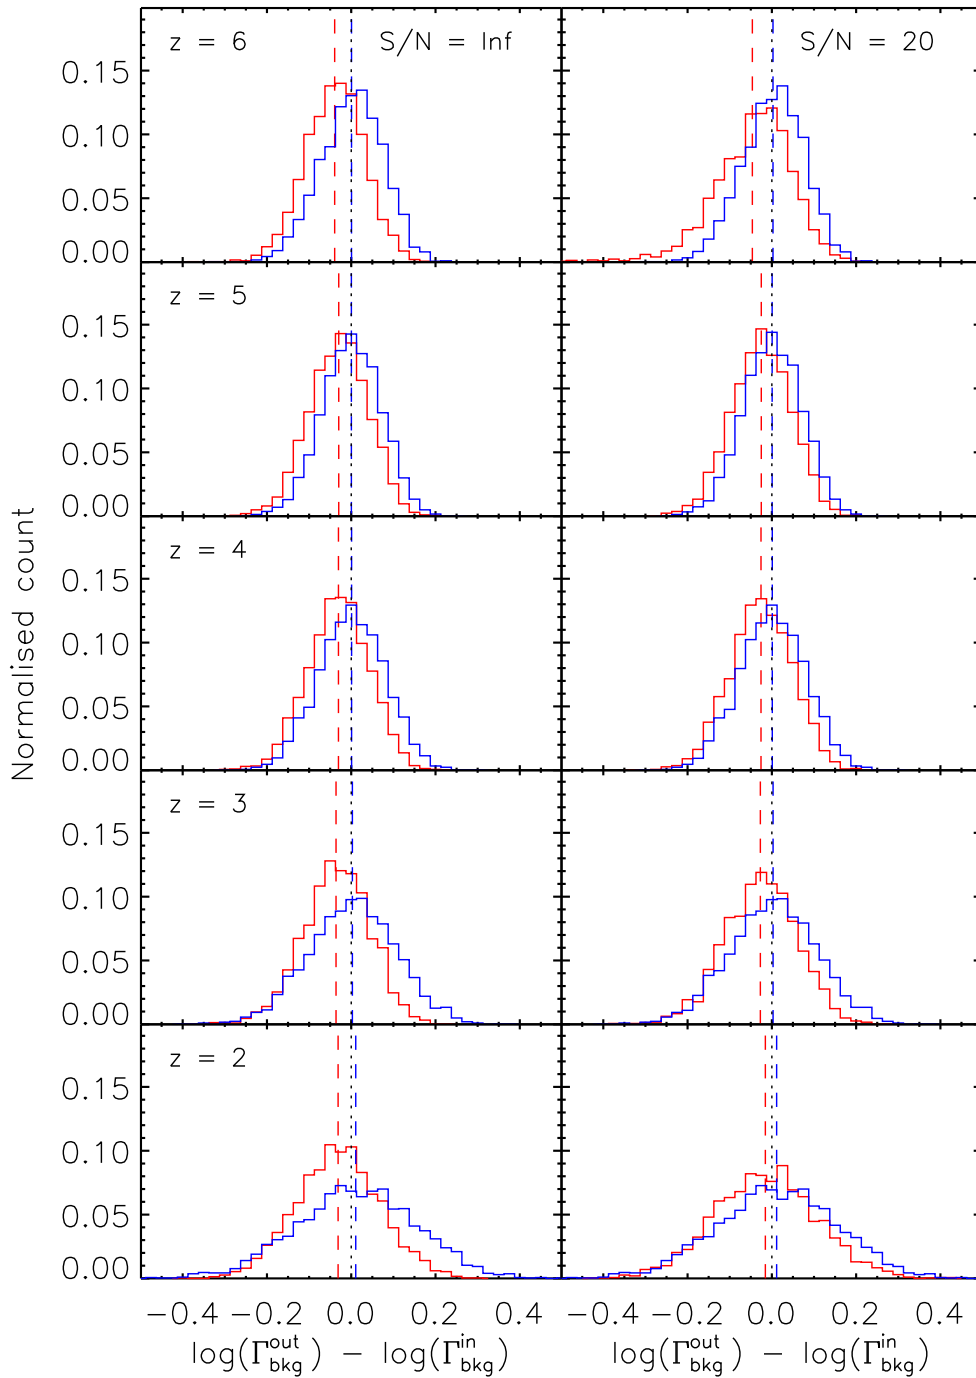 z = 6 S/N = Inf S/N = 20
0.15
0.10
0.05
0.00
z = 5
0.15
0.10
0.05
0.00
z = 4
0.15
0.10
0.05
0.00
Normalised count
z = 3
0.15
0.10
0.05
0.00
z = 2
0.15
0.10
0.05
0.00
−0.4 −0.2 0.0 0.2 0.4 −0.4 −0.2 0.0 0.2 0.4
log(Γ^out_bkg) − log(Γ^in_bkg) log(Γ^out_bkg) − log(Γ^in_bkg)